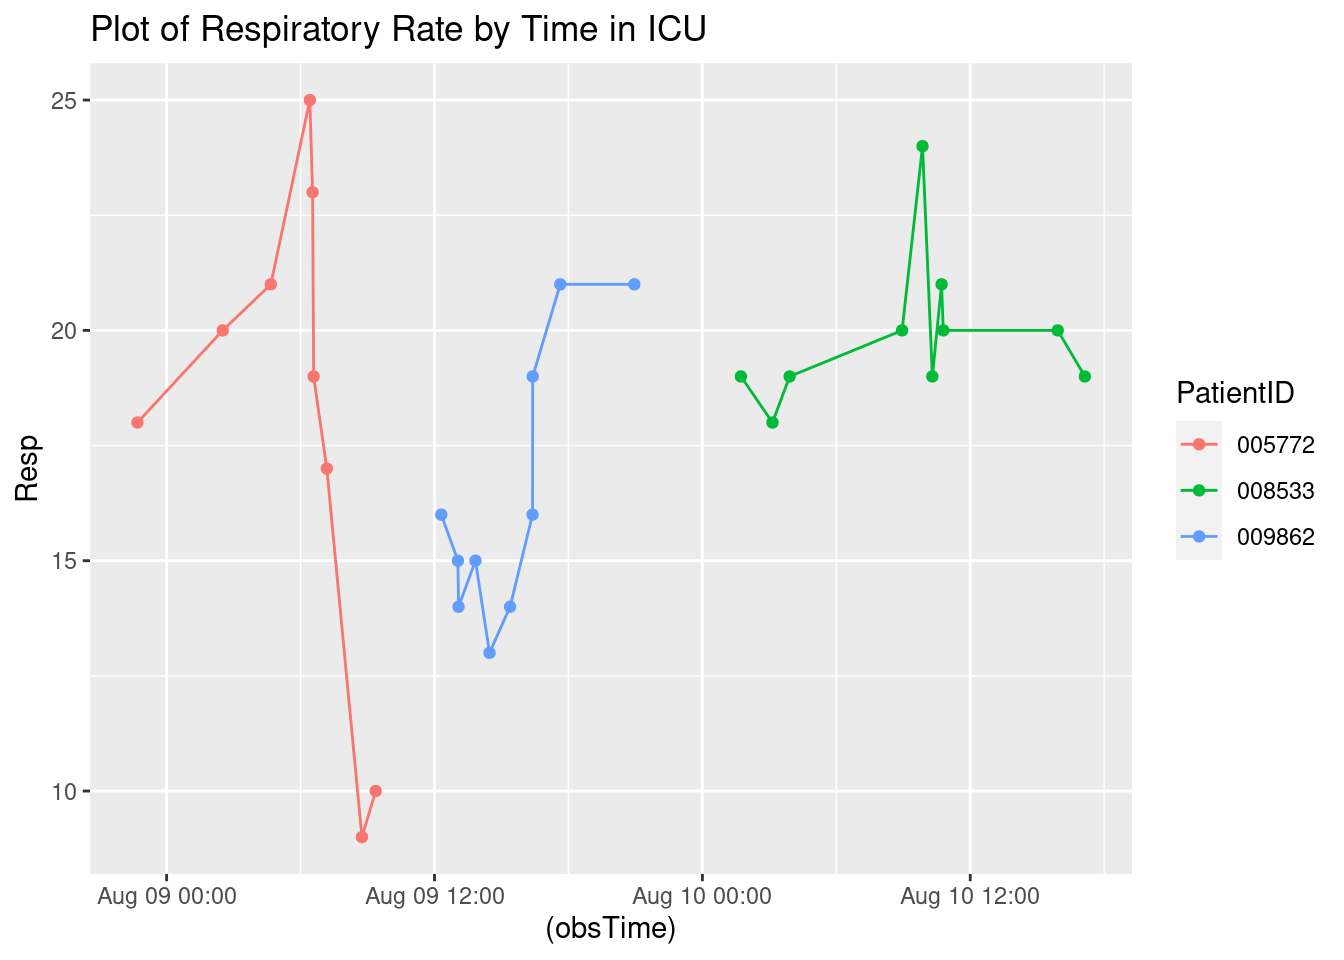 Plot of Respiratory Rate by Time in ICU
25
20
15
10
Resp
Aug 09 00:00
Aug 09 12:00
Aug 10 00:00
Aug 10 12:00
(obsTime)
PatientID
005772
008533
009862